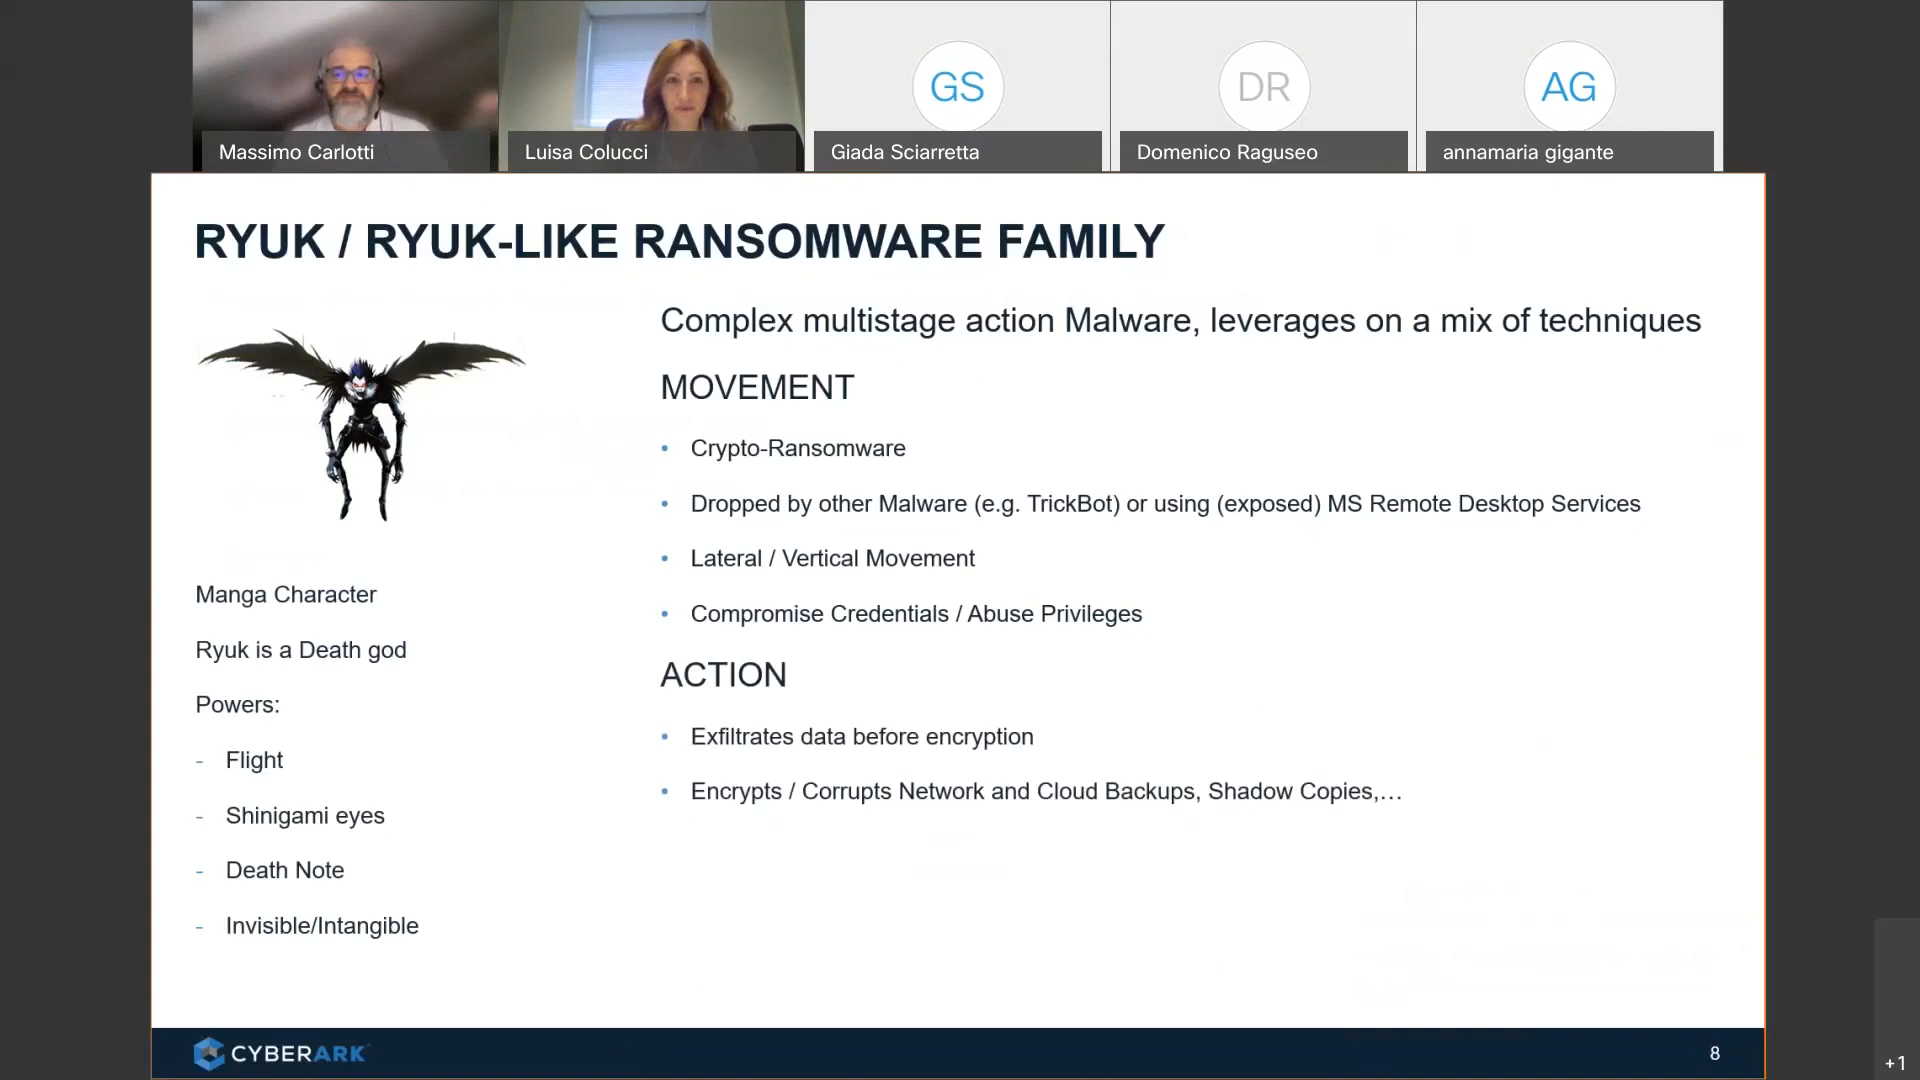 GS
DR
AG
Massimo Carlotti
Luisa Colucci
Giada Sciarretta
Domenico Raguseo
annamaria gigante
RYUK / RYUK-LIKE RANSOMWARE FAMILY
Complex multistage action Malware, leverages on a mix of techniques
MOVEMENT
• Crypto-Ransomware
• Dropped by other Malware (e.g. TrickBot) or using (exposed) MS Remote Desktop Services
• Lateral / Vertical Movement
• Compromise Credentials / Abuse Privileges
ACTION
• Exfiltrates data before encryption
• Encrypts / Corrupts Network and Cloud Backups, Shadow Copies,…
Manga Character
Ryuk is a Death god
Powers:
- Flight
- Shinigami eyes
- Death Note
- Invisible/Intangible
CYBERARK
8
+1